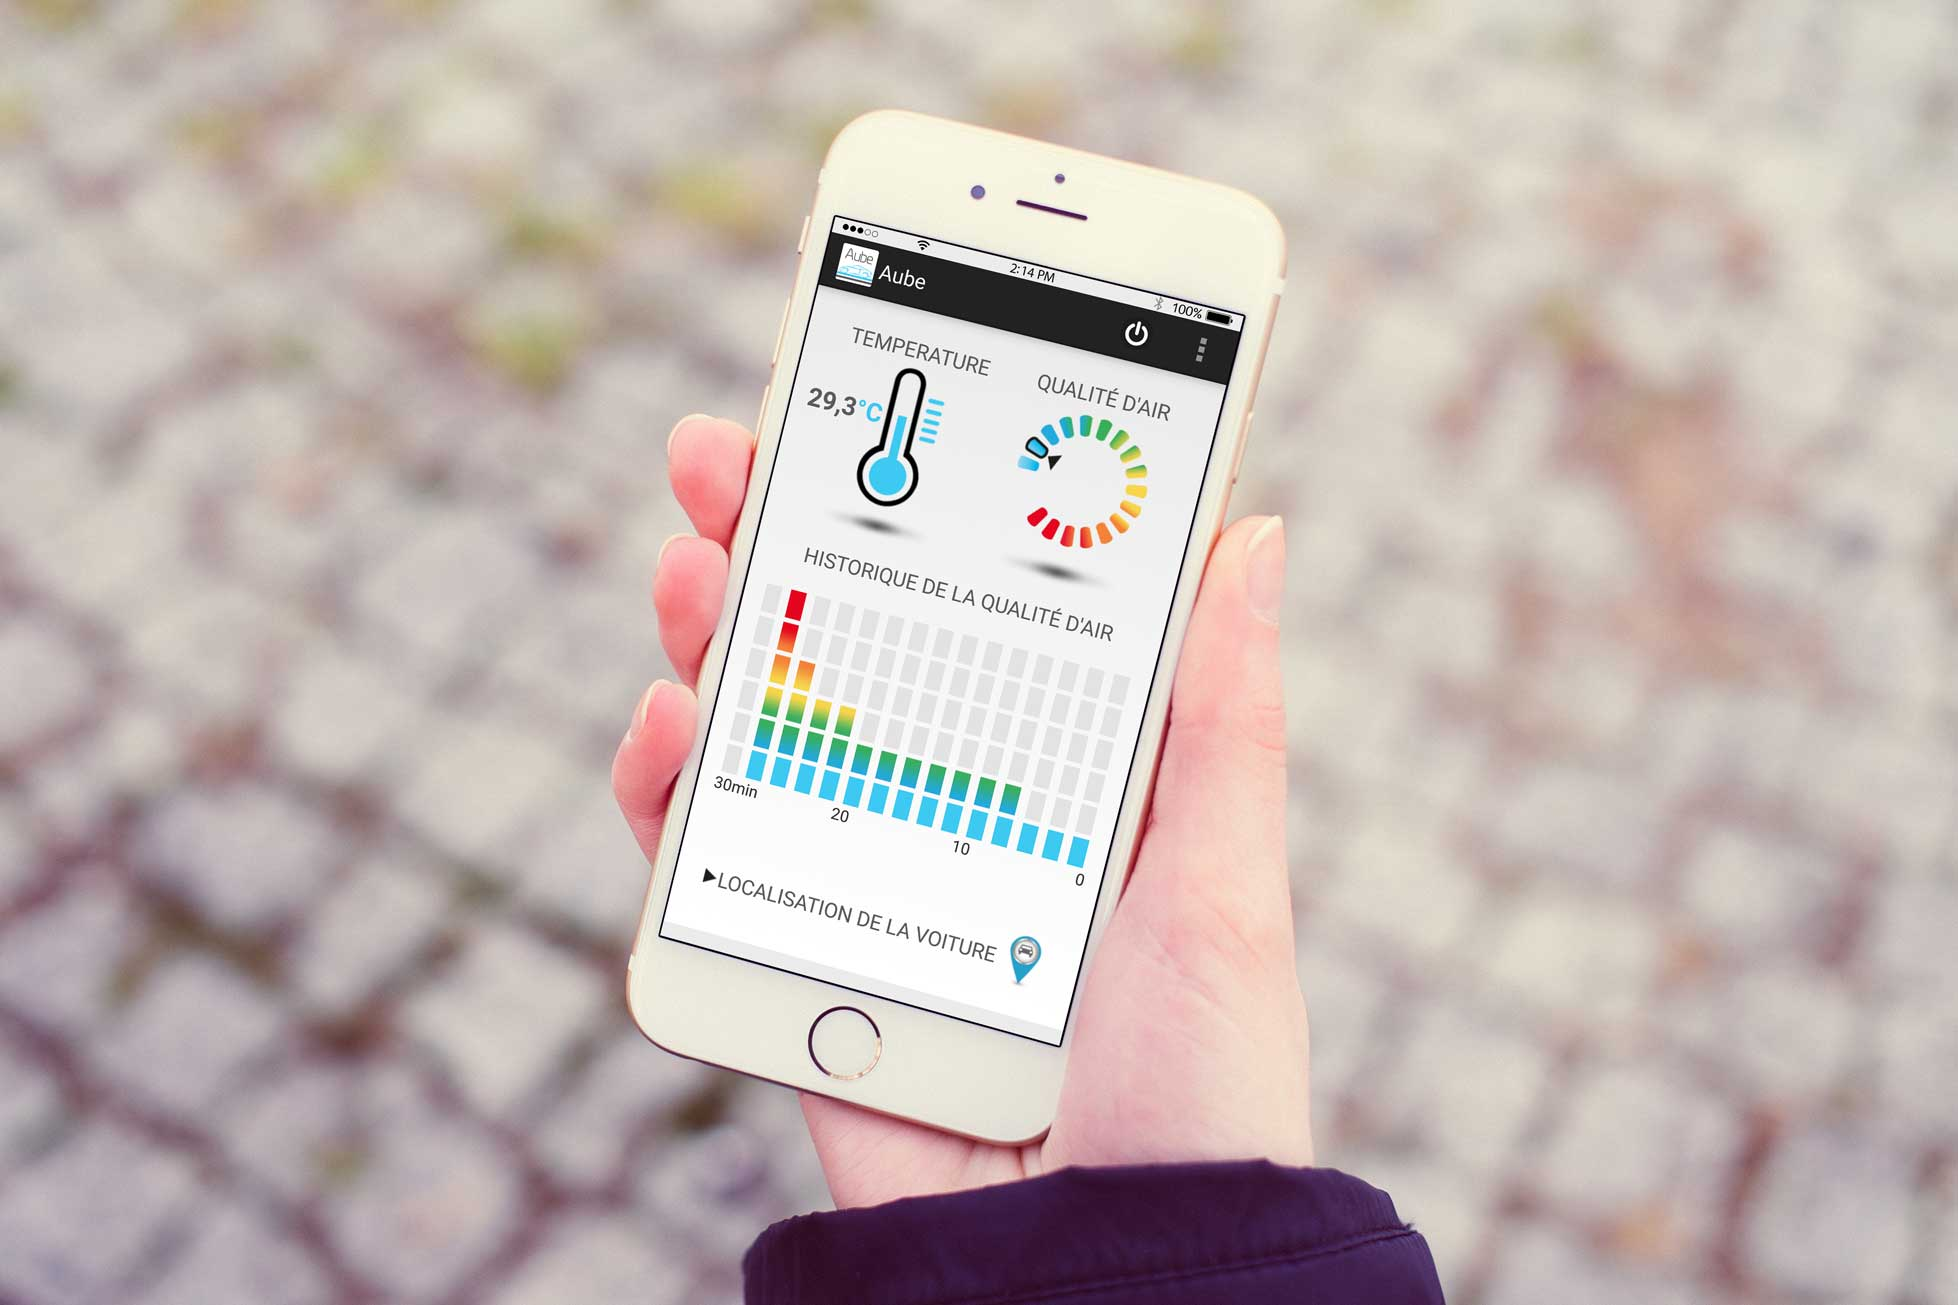 2:14 PM
100%
Aube
Aube
TEMPERATURE
QUALITÉ D'AIR
29,3°C
HISTORIQUE DE LA QUALITÉ D'AIR
30min
20
10
0
LOCALISATION DE LA VOITURE